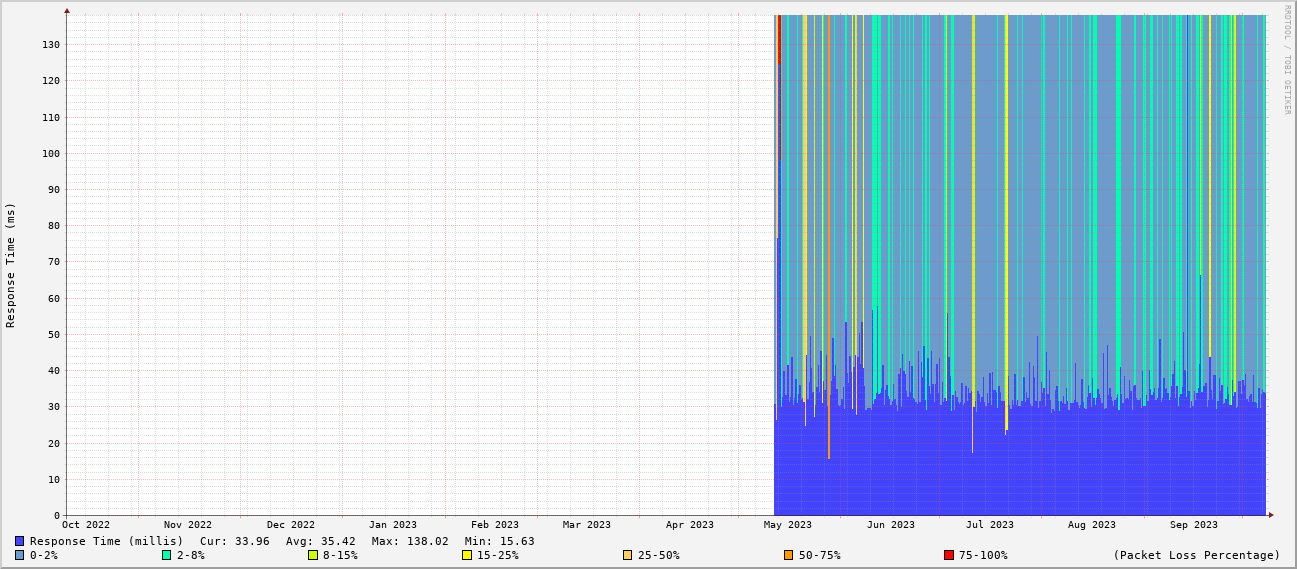 RRDTOOL / TOBI OETIKER
Response Time (ms)
130
120
110
100
90
80
70
60
50
40
30
20
10
0
Oct 2022 Nov 2022 Dec 2022 Jan 2023 Feb 2023 Mar 2023 Apr 2023 May 2023 Jun 2023 Jul 2023 Aug 2023 Sep 2023
Response Time (millis) Cur: 33.96 Avg: 35.42 Max: 138.02 Min: 15.63
0-2% 2-8% 8-15% 15-25% 25-50% 50-75% 75-100% (Packet Loss Percentage)